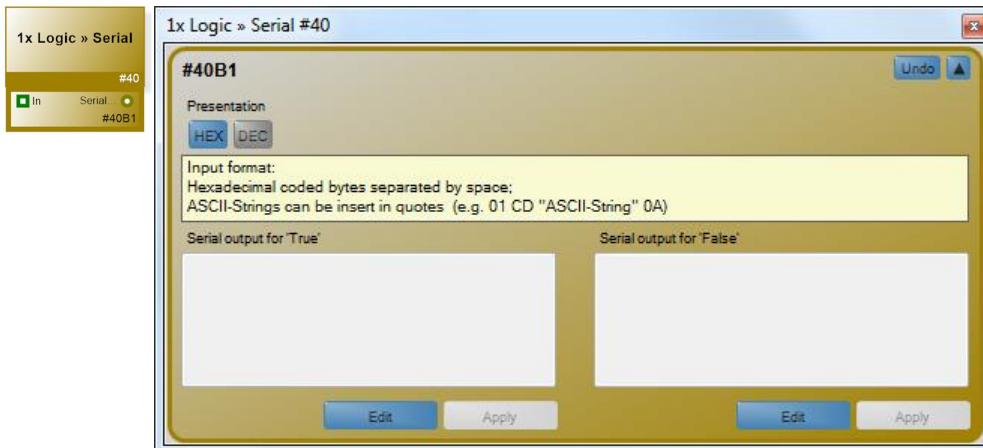 1x Logic » Serial
#40
In Serial...
#40B1
1x Logic » Serial #40
x
#40B1
Undo ▲
Presentation
HEX DEC
Input format:
Hexadecimal coded bytes separated by space;
ASCII-Strings can be insert in quotes (e.g. 01 CD "ASCII-String" 0A)
Serial output for 'True' Serial output for 'False'
Edit Apply Edit Apply